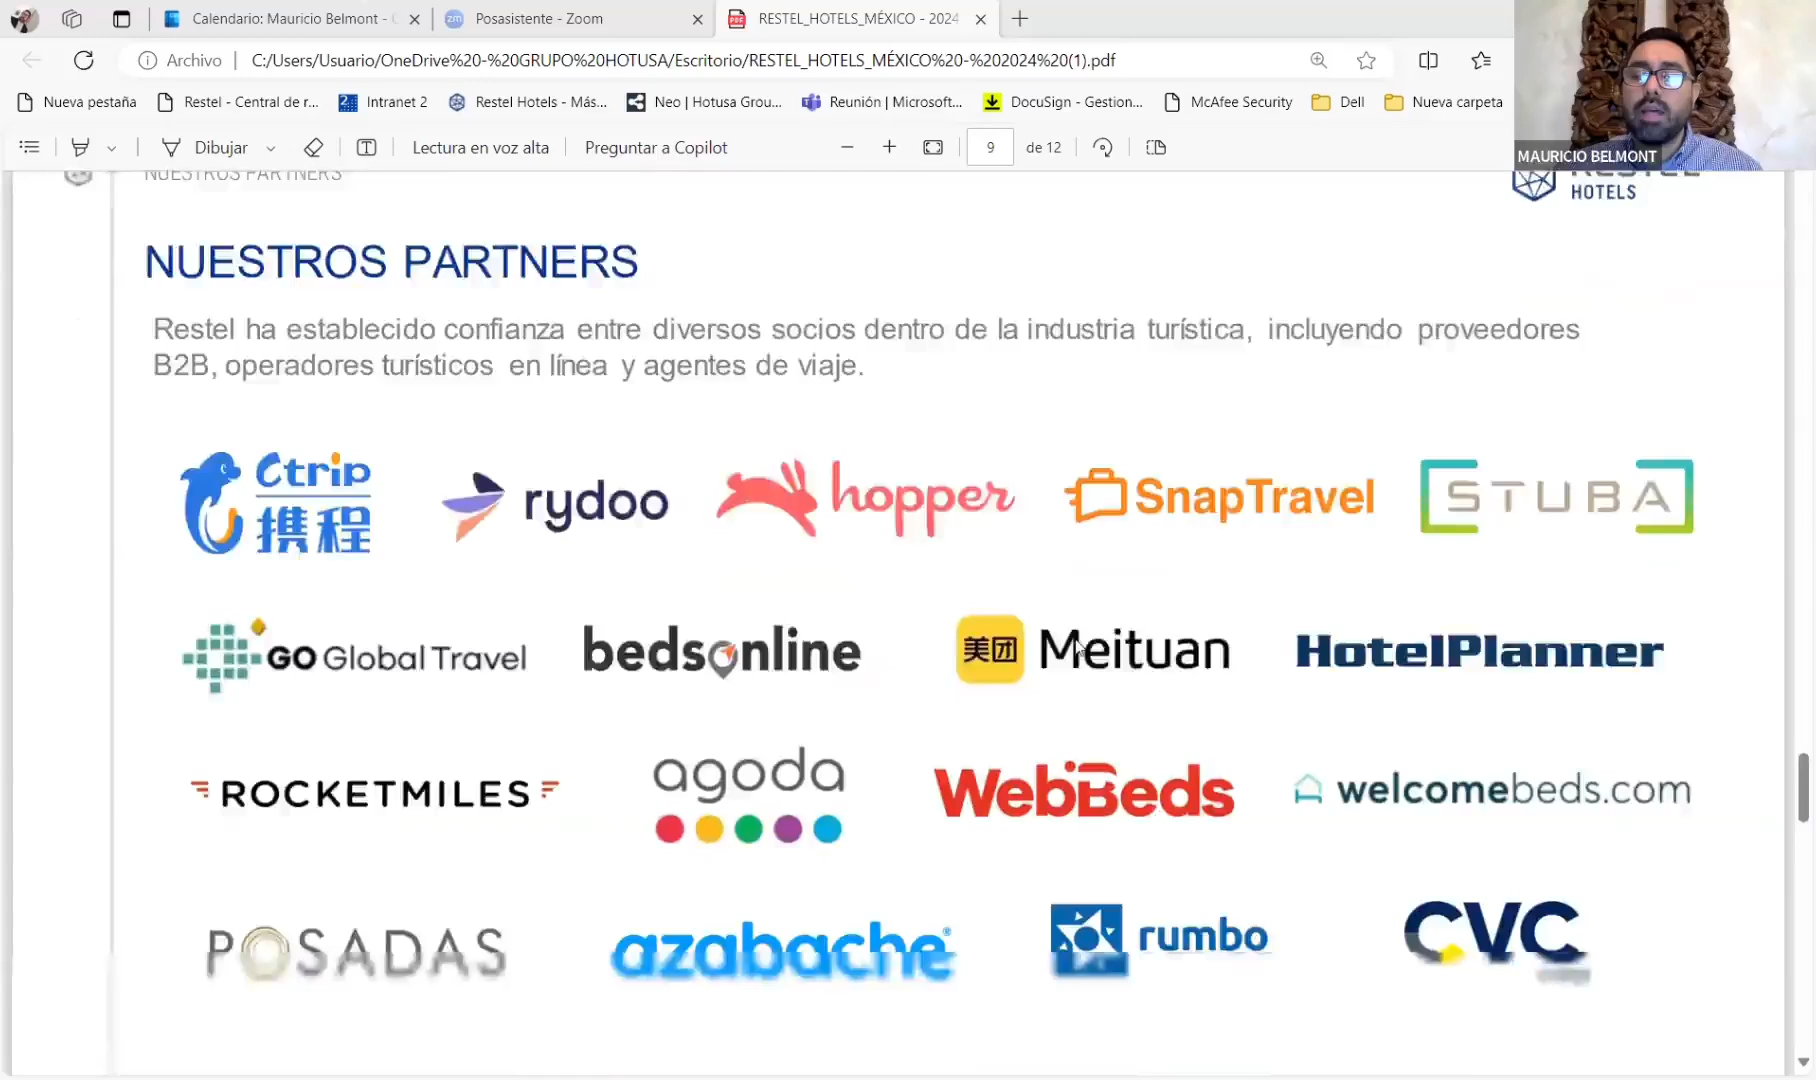 Calendario: Mauricio Belmont -
Posasistente - Zoom
RESTEL_HOTELS_MÉXICO - 2024
Archivo
C:/Users/Usuario/OneDrive%20-%20GRUPO%20HOTUSA/Escritorio/RESTEL_HOTELS_MÉXICO%20-%202024%20(1).pdf
Nueva pestaña
Restel - Central de r...
Intranet 2
Restel Hotels - Más...
Neo | Hotusa Grou...
Reunión | Microsoft...
DocuSign - Gestion...
McAfee Security
Dell
Nueva carpeta
Dibujar
Lectura en voz alta
Preguntar a Copilot
9
de 12
MAURICIO BELMONT
NUESTROS PARTNERS
RESTEL
HOTELS
NUESTROS PARTNERS
Restel ha establecido confianza entre diversos socios dentro de la industria turística, incluyendo proveedores
B2B, operadores turísticos en línea y agentes de viaje.
Ctrip
携程
rydoo
hopper
SnapTravel
STUBA
GO Global Travel
bedsonline
美团 Meituan
HotelPlanner
ROCKETMILES
agoda
WebBeds
welcomebeds.com
POSADAS
azabache®
rumbo
CVC